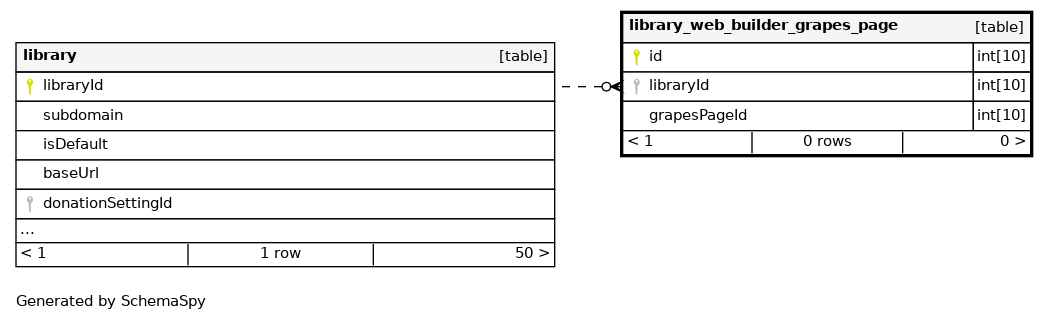 library [table]
libraryId
subdomain
isDefault
baseUrl
donationSettingId
...
< 1 1 row 50 >
library_web_builder_grapes_page [table]
id int[10]
libraryId int[10]
grapesPageId int[10]
< 1 0 rows 0 >
Generated by SchemaSpy